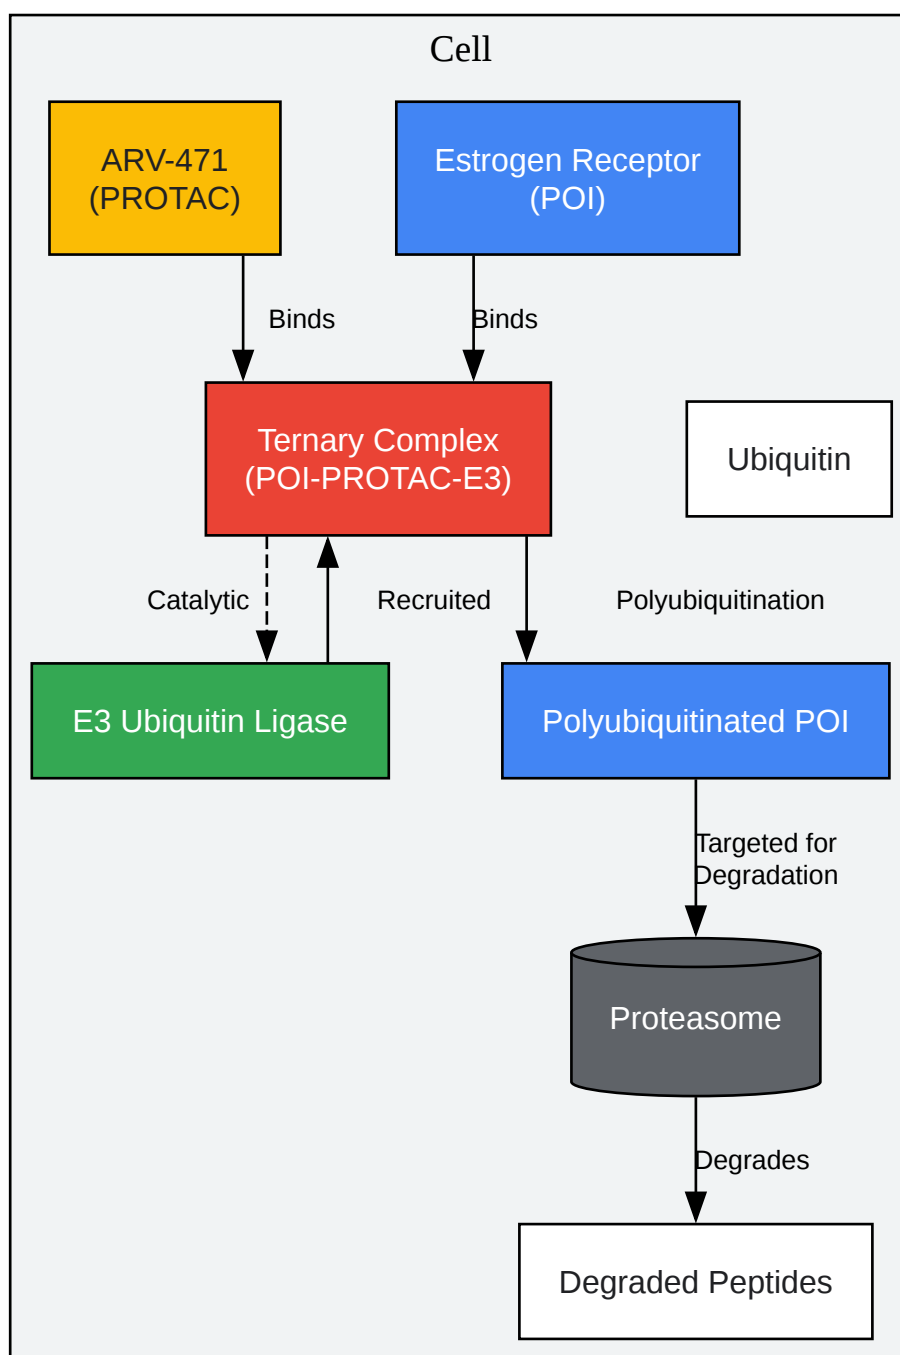 Cell
ARV-471
(PROTAC)
Estrogen Receptor
(POI)
Binds
Binds
Ternary Complex
(POI-PROTAC-E3)
Ubiquitin
Catalytic
Recruited
Polyubiquitination
E3 Ubiquitin Ligase
Polyubiquitinated POI
Targeted for
Degradation
Proteasome
Degrades
Degraded Peptides